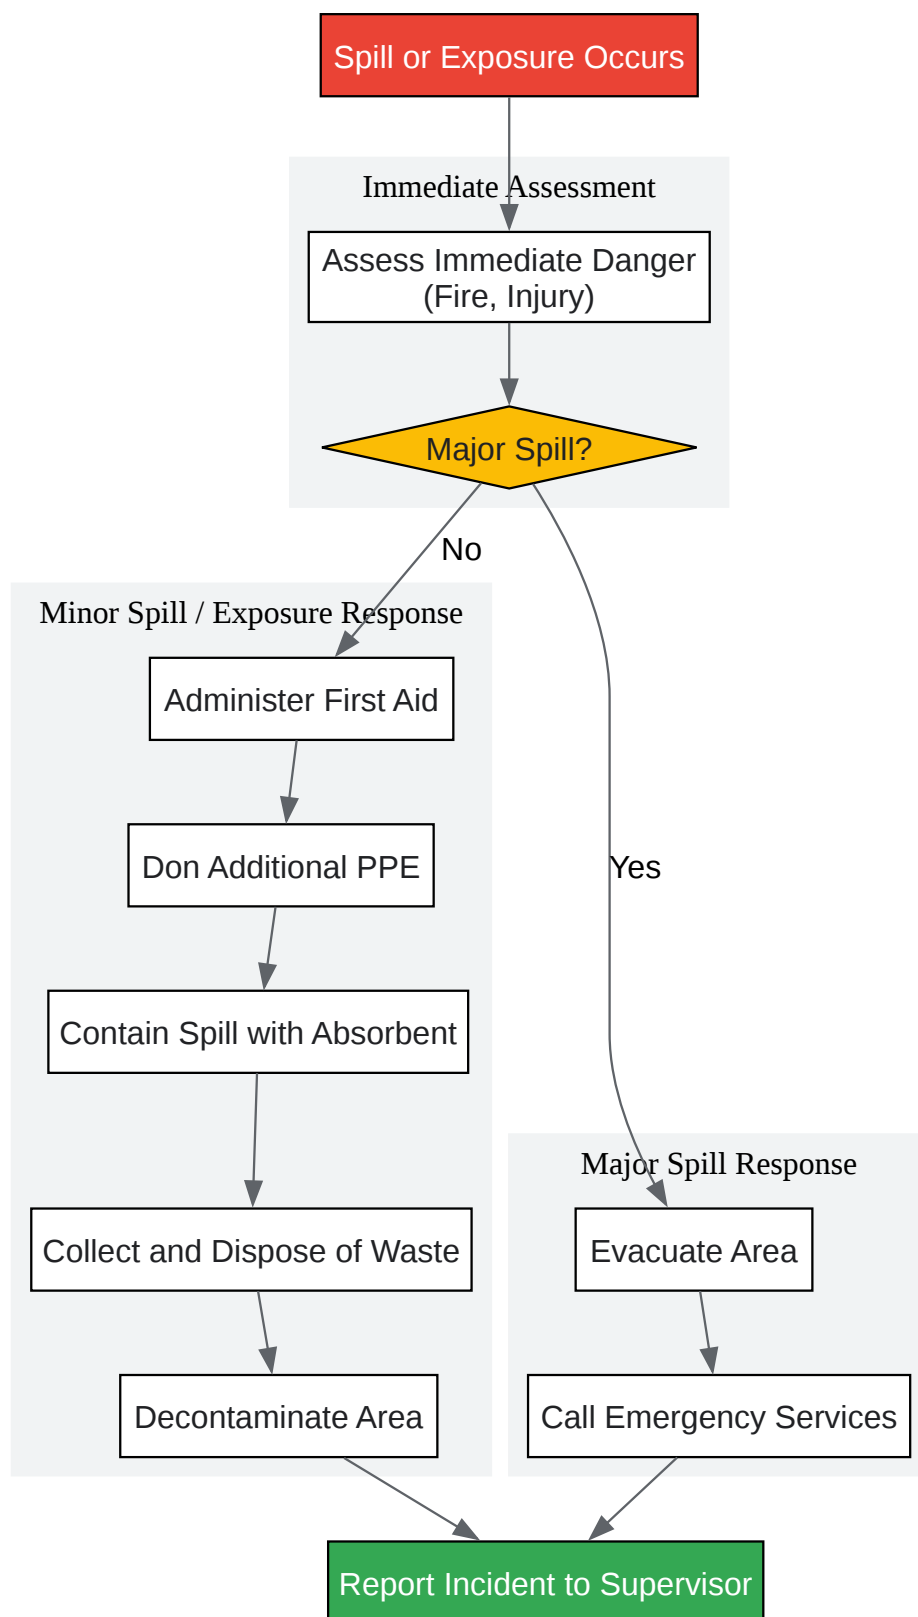 Spill or Exposure Occurs
Immediate Assessment
Assess Immediate Danger
(Fire, Injury)
Major Spill?
No
Minor Spill / Exposure Response
Administer First Aid
Don Additional PPE
Yes
Contain Spill with Absorbent
Collect and Dispose of Waste
Decontaminate Area
Major Spill Response
Evacuate Area
Call Emergency Services
Report Incident to Supervisor